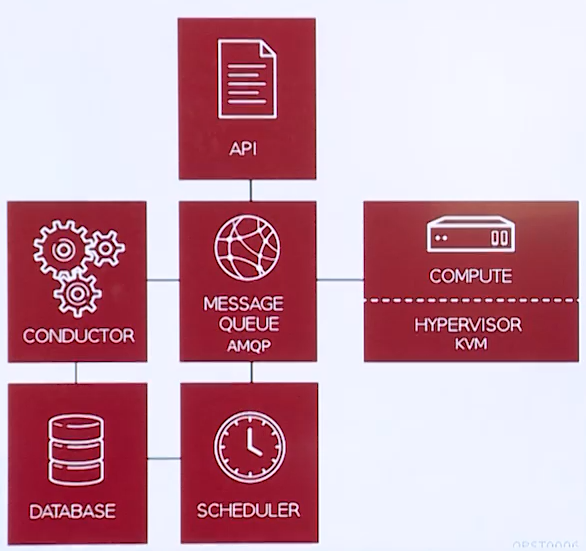 API
CONDUCTOR
MESSAGE
QUEUE
AMQP
COMPUTE
HYPERVISOR
KVM
DATABASE
SCHEDULER